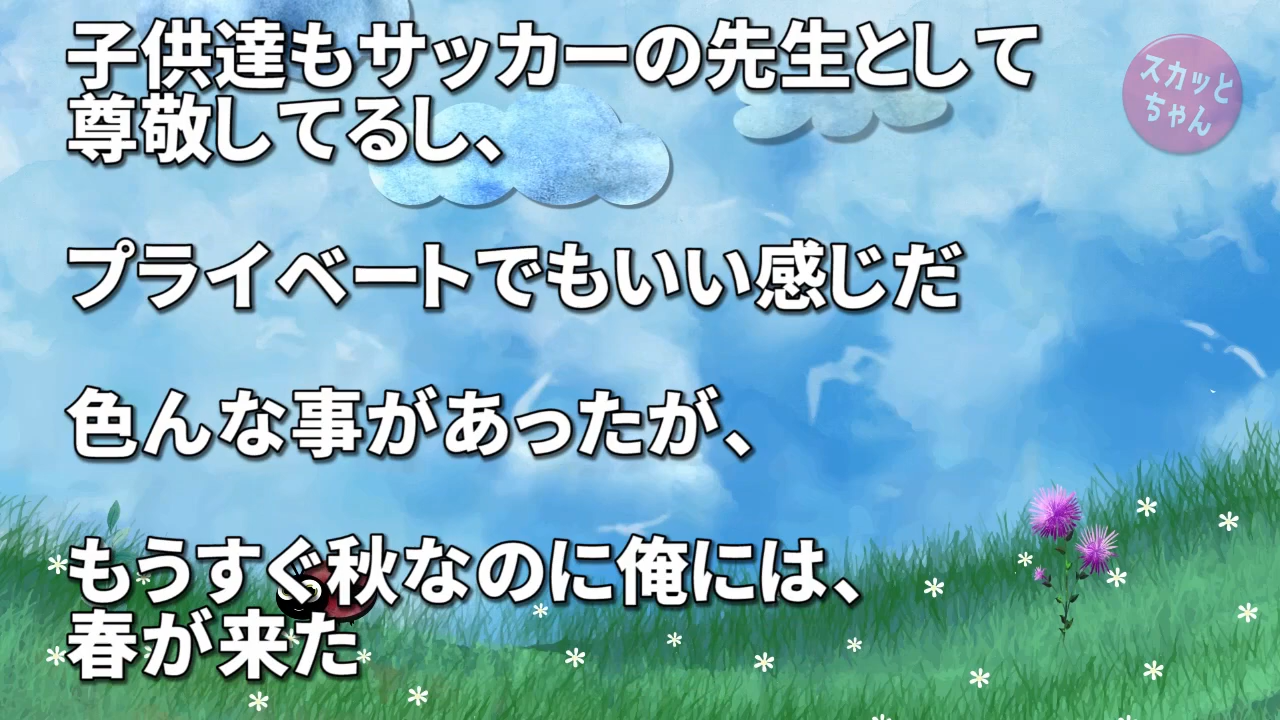 子供達もサッカーの先生として
尊敬してるし、
プライベートでもいい感じだ
色んな事があったが、
もうすぐ秋なのに俺には、
春が来た
スカッと
ちゃん